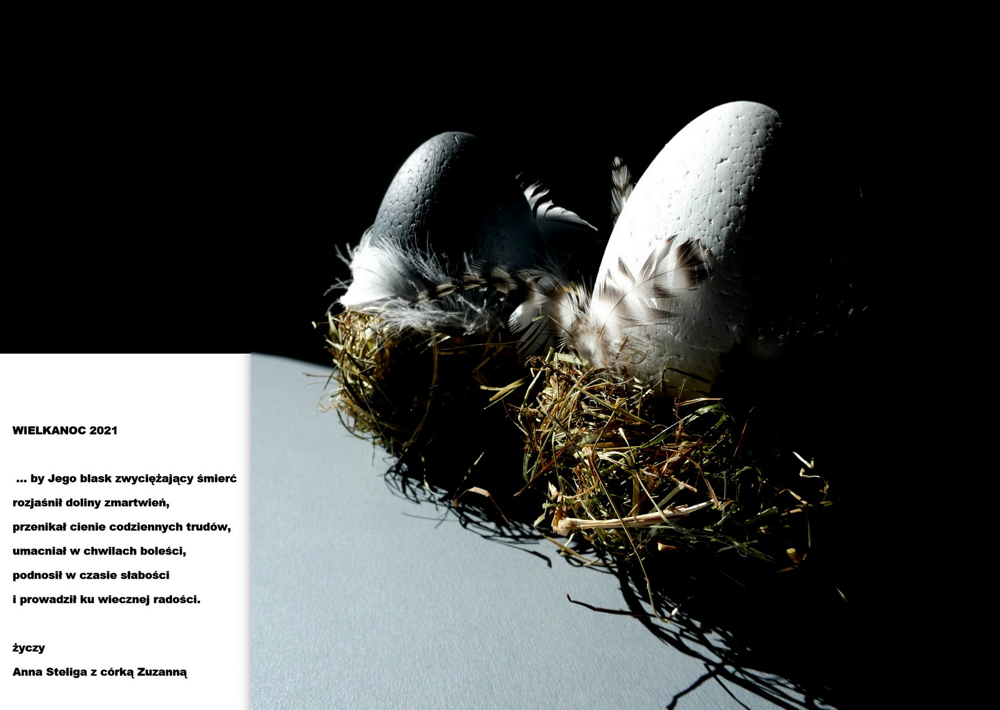 WIELKANOC 2021
... by Jego blask zwyciężający śmierć
rozjaśnił doliny zmartwień,
przenikał cienie codziennych trudów,
umacniał w chwilach boleści,
podnosił w czasie słabości
i prowadził ku wiecznej radości.
życzy
Anna Steliga z córką Zuzanną